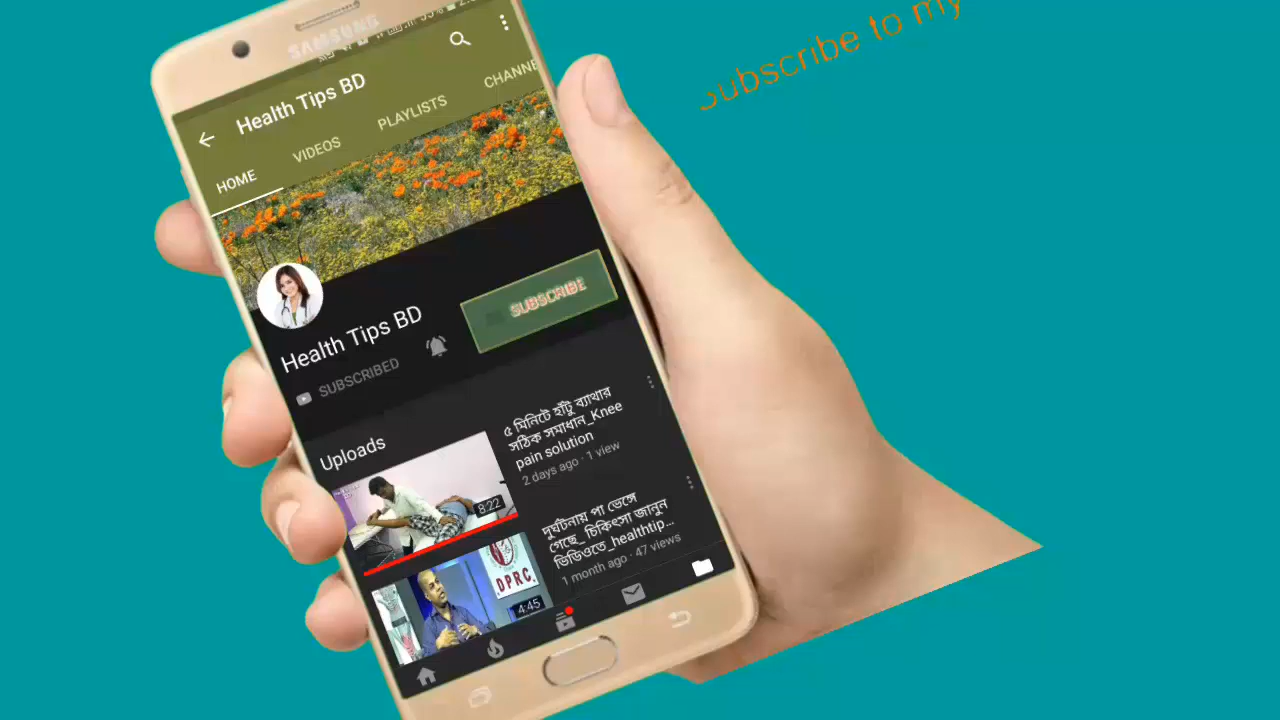 subscribe to my
SAMSUNG
Health Tips BD
HOME
VIDEOS
PLAYLISTS
CHANNE
Health Tips BD
SUBSCRIBE
SUBSCRIBED
Uploads
৫ মিনিটে হাঁটু ব্যাথার
সঠিক সমাধান_Knee
pain solution
2 days ago · 1 view
8:22
দুর্ঘটনায় পা ভেঙ্গে
গেছে_ চিকিৎসা জানুন
ভিডিওতে_healthtip...
1 month ago · 47 views
DPRC
4:45